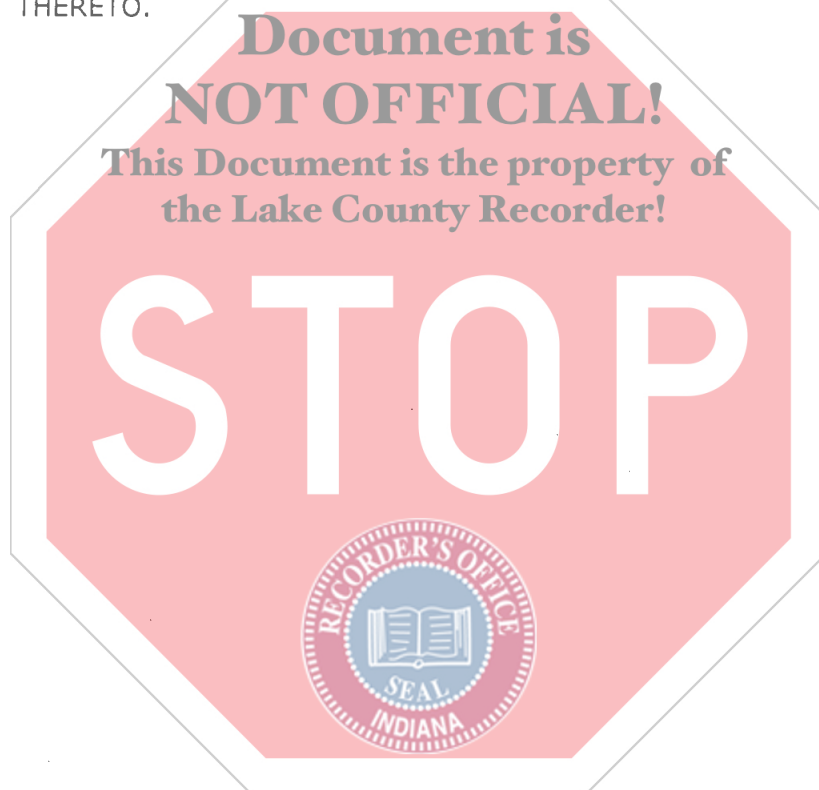 THERETO.
Document is
NOT OFFICIAL!
This Document is the property of
the Lake County Recorder!
STOP
RECORDER'S OFFICE
SEAL
INDIANA